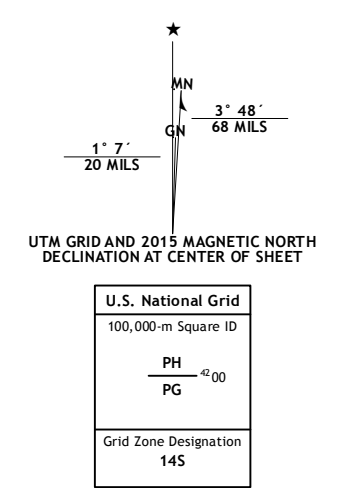 ★
MN
3° 48´
68 MILS
GN
1° 7´
20 MILS
UTM GRID AND 2015 MAGNETIC NORTH
DECLINATION AT CENTER OF SHEET
U.S. National Grid
100,000-m Square ID
PH
4200
PG
Grid Zone Designation
14S